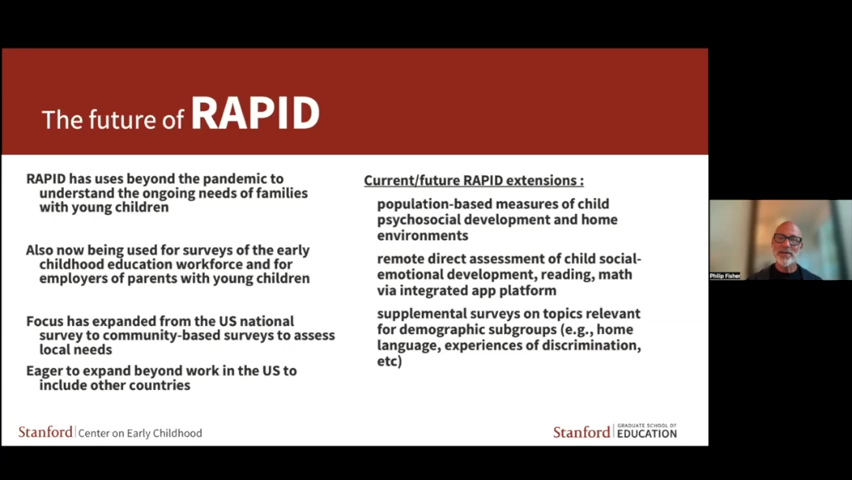 The future of RAPID
RAPID has uses beyond the pandemic to
understand the ongoing needs of families
with young children
Also now being used for surveys of the early
childhood education workforce and for
employers of parents with young children
Focus has expanded from the US national
survey to community-based surveys to assess
local needs
Eager to expand beyond work in the US to
include other countries
Current/future RAPID extensions :
population-based measures of child
psychosocial development and home
environments
remote direct assessment of child social-
emotional development, reading, math
via integrated app platform
supplemental surveys on topics relevant
for demographic subgroups (e.g., home
language, experiences of discrimination,
etc)
Philip Fisher
Stanford Center on Early Childhood
Stanford GRADUATE SCHOOL OF
EDUCATION